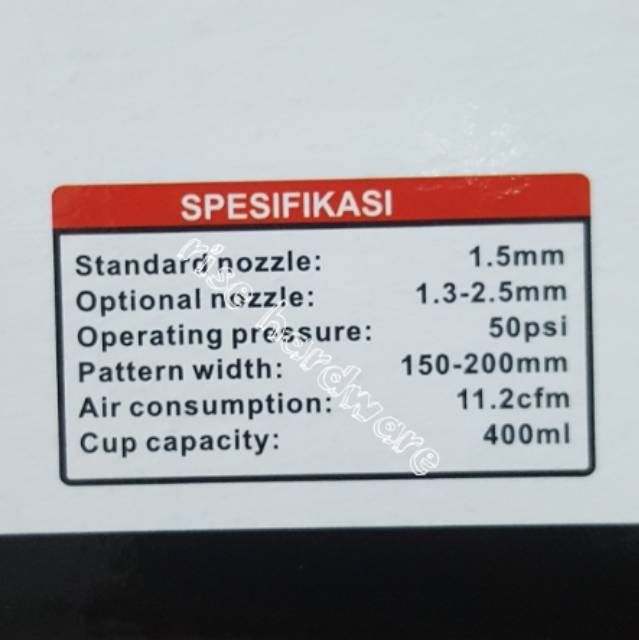 SPESIFIKASI
Standard nozzle: 1.5mm
Optional nozzle: 1.3-2.5mm
Operating pressure: 50psi
Pattern width: 150-200mm
Air consumption: 11.2cfm
Cup capacity: 400ml
rise hardware